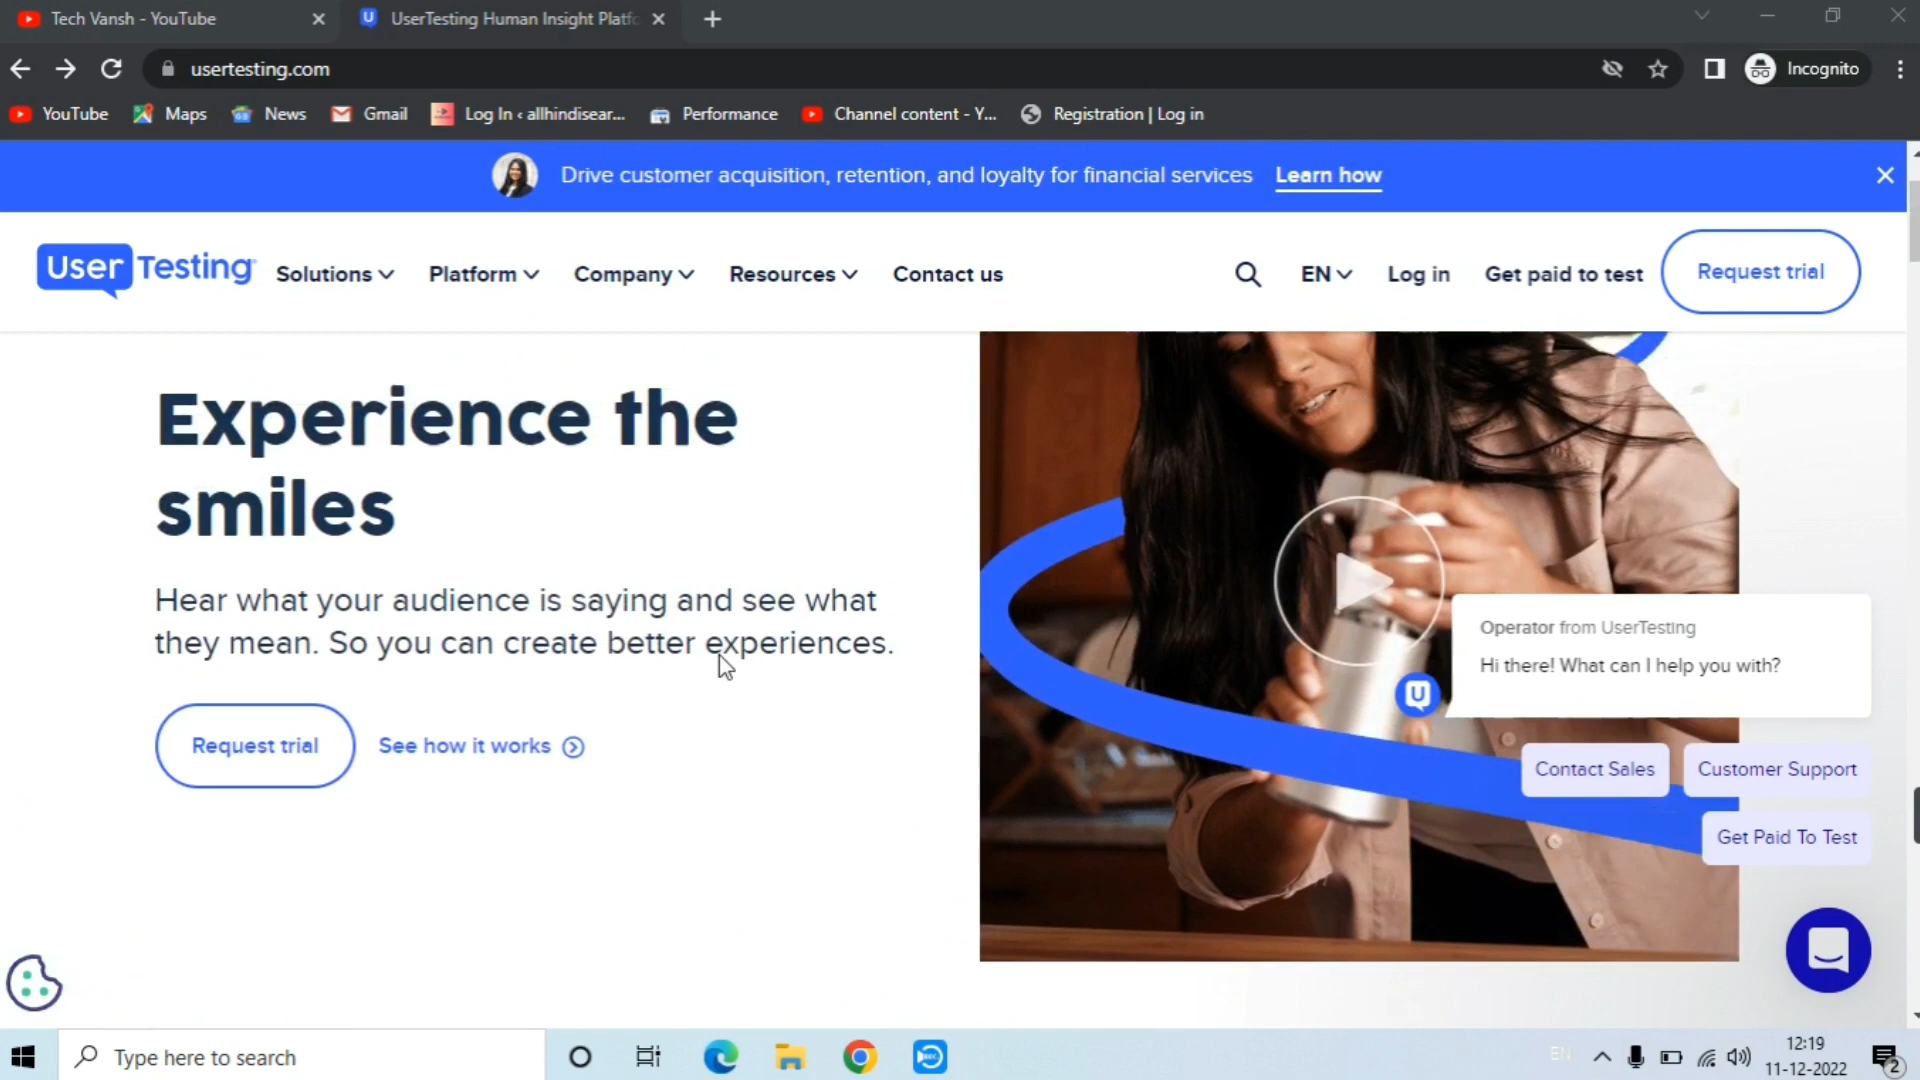 Tech Vansh - YouTube
UserTesting Human Insight Platfo
usertesting.com
Incognito
YouTube
Maps
News
Gmail
Log In ‹ allhindisear...
Performance
Channel content - Y...
Registration | Log in
Drive customer acquisition, retention, and loyalty for financial services Learn how
User Testing
Solutions
Platform
Company
Resources
Contact us
EN
Log in
Get paid to test
Request trial
Experience the
smiles
Hear what your audience is saying and see what
they mean. So you can create better experiences.
Request trial
See how it works
Operator from UserTesting
Hi there! What can I help you with?
Contact Sales
Customer Support
Get Paid To Test
Type here to search
EN
12:19
11-12-2022
2